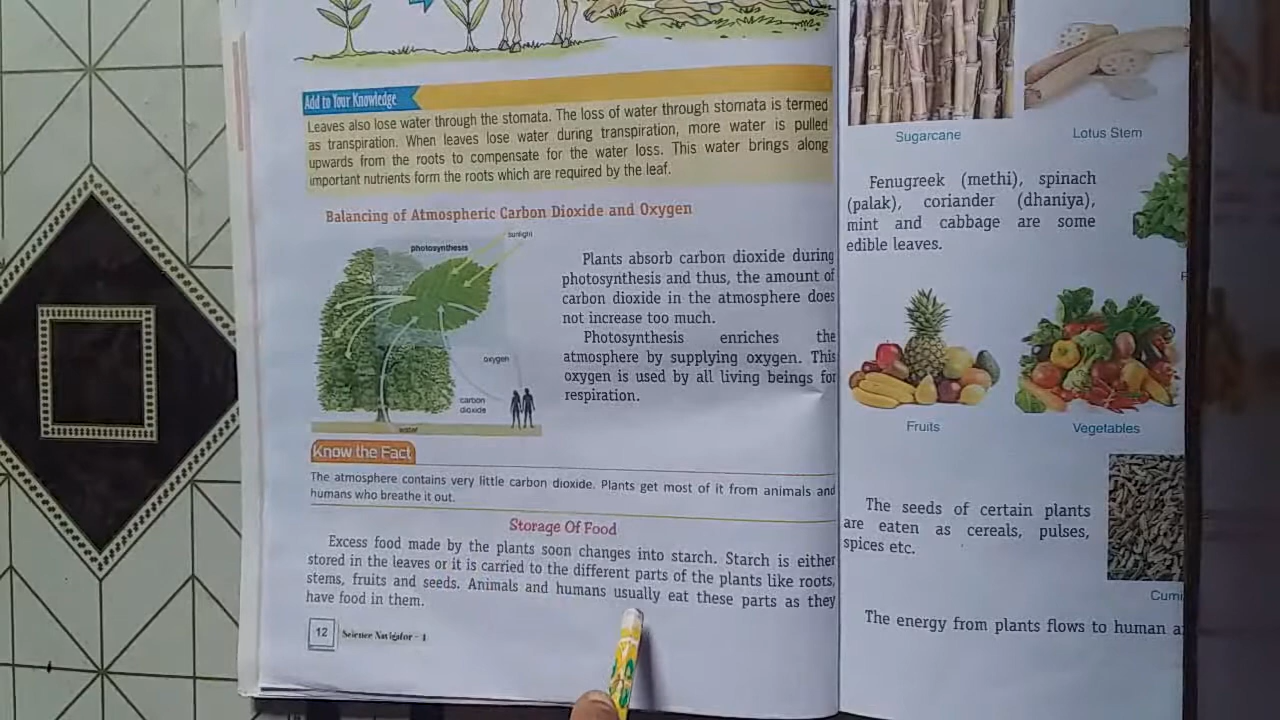 Add to Your Knowledge
Leaves also lose water through the stomata. The loss of water through stomata is termed
as transpiration. When leaves lose water during transpiration, more water is pulled
upwards from the roots to compensate for the water loss. This water brings along
important nutrients form the roots which are required by the leaf.
Balancing of Atmospheric Carbon Dioxide and Oxygen
sunlight
photosynthesis
sugars
oxygen
carbon
dioxide
water
Plants absorb carbon dioxide during
photosynthesis and thus, the amount of
carbon dioxide in the atmosphere does
not increase too much.
Photosynthesis enriches the
atmosphere by supplying oxygen. This
oxygen is used by all living beings for
respiration.
Know the Fact
The atmosphere contains very little carbon dioxide. Plants get most of it from animals and
humans who breathe it out.
Storage Of Food
Excess food made by the plants soon changes into starch. Starch is either
stored in the leaves or it is carried to the different parts of the plants like roots,
stems, fruits and seeds. Animals and humans usually eat these parts as they
have food in them.
12 Science Navigator - 4
Sugarcane
Lotus Stem
Fenugreek (methi), spinach
(palak), coriander (dhaniya),
mint and cabbage are some
edible leaves.
Fruits
Vegetables
The seeds of certain plants
are eaten as cereals, pulses,
spices etc.
Cumi
The energy from plants flows to human a